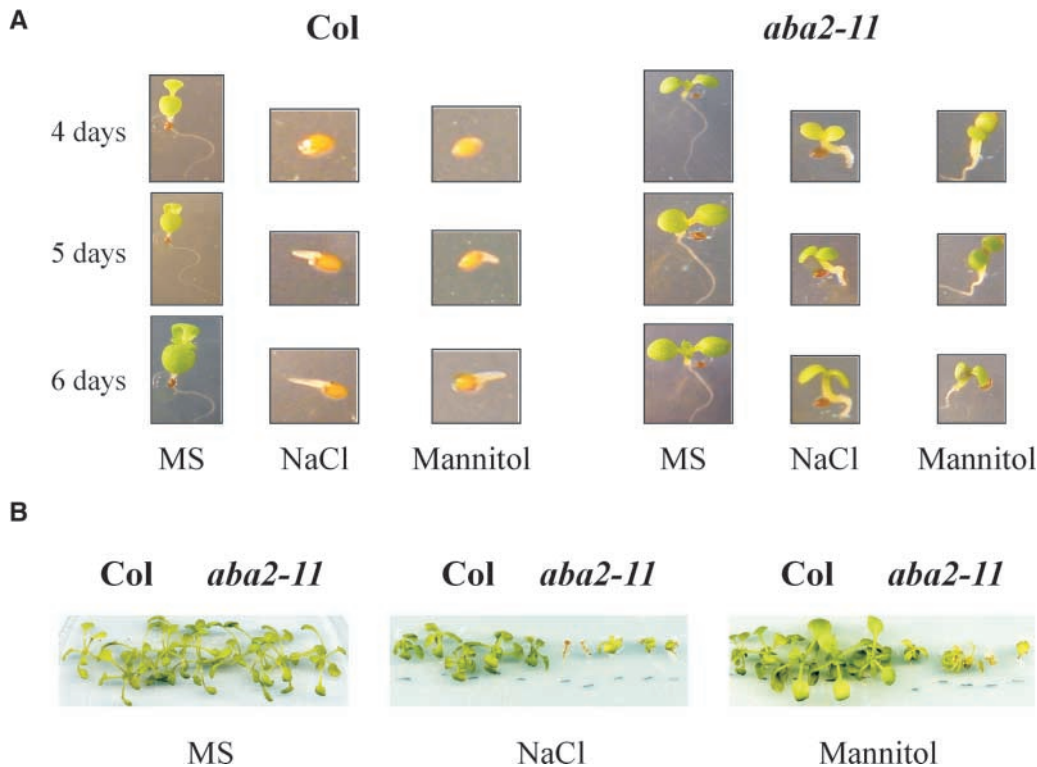 A
Col aba2-11
4 days
5 days
6 days
MS NaCl Mannitol MS NaCl Mannitol
B
Col aba2-11 Col aba2-11 Col aba2-11
MS NaCl Mannitol